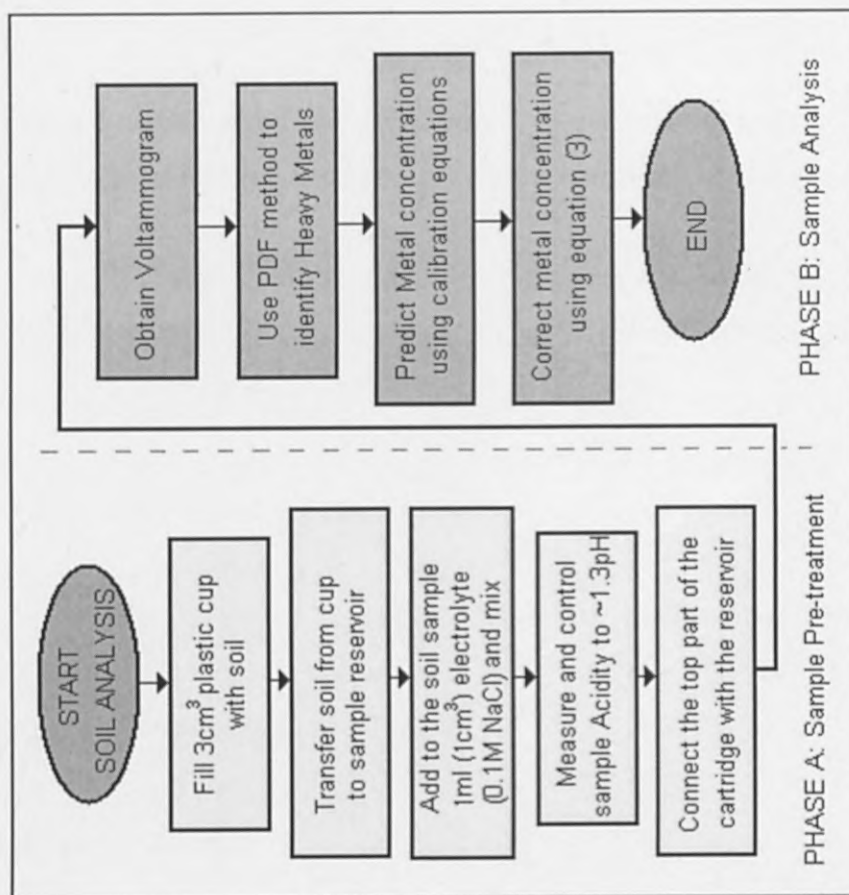 START
SOIL ANALYSIS
Fill 3cm³ plastic cup
with soil
Transfer soil from cup
to sample reservoir
Add to the soil sample
1ml (1cm³) electrolyte
(0.1M NaCl) and mix
Measure and control
sample Acidity to ~1.3pH
Connect the top part of the
cartridge with the reservoir
PHASE A: Sample Pre-treatment
Obtain Voltammogram
Use PDF method to
identify Heavy Metals
Predict Metal concentration
using calibration equations
Correct metal concentration
using equation (3)
END
PHASE B: Sample Analysis